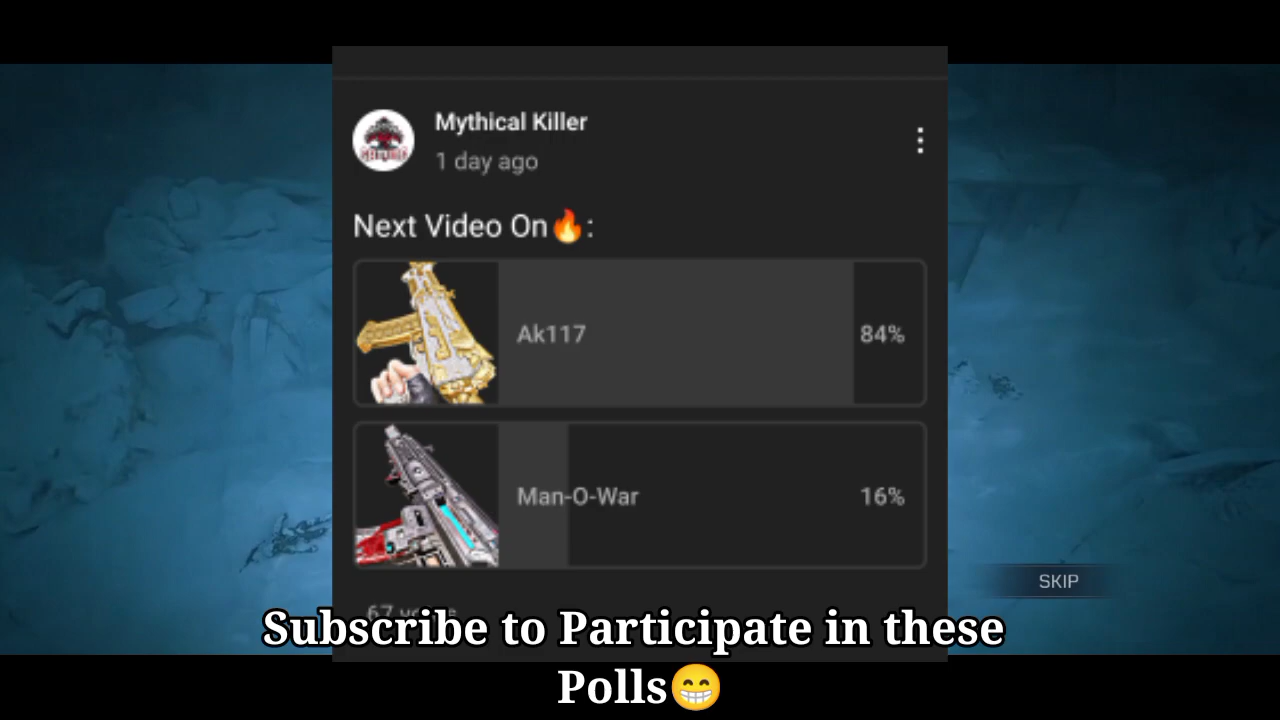 Mythical Killer
1 day ago
Next Video On🔥:
Ak117
84%
Man-O-War
16%
SKIP
67
Subscribe to Participate in these
Polls😁